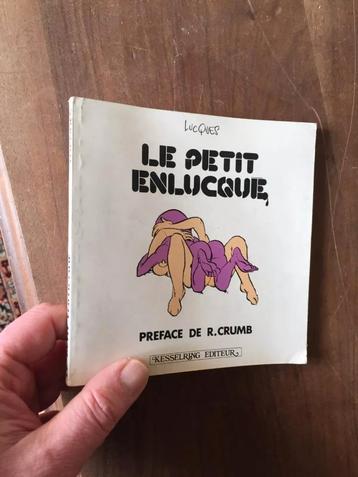 LUCQUES
LE PETIT
ENLUCQUE,
PREFACE DE R.CRUMB
KESSELRING EDITEUR